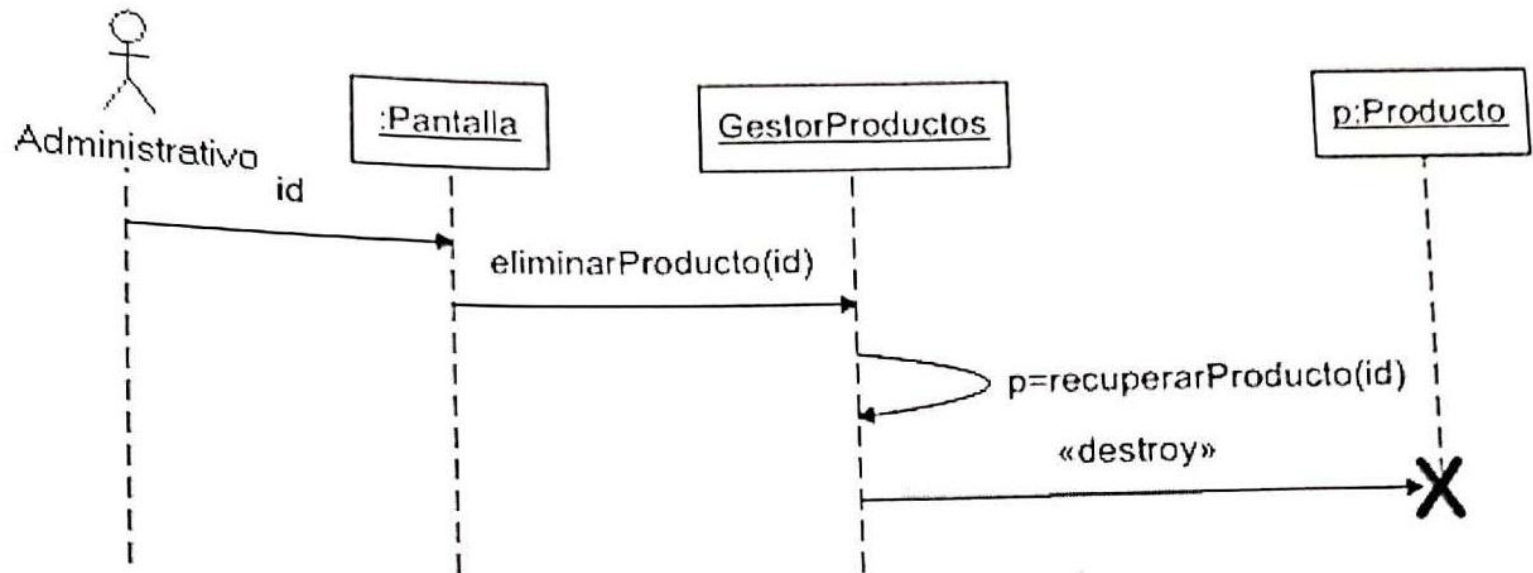 :Pantalla
GestorProductos
p:Producto
Administrativo
id
eliminarProducto(id)
p=recuperarProducto(id)
«destroy»